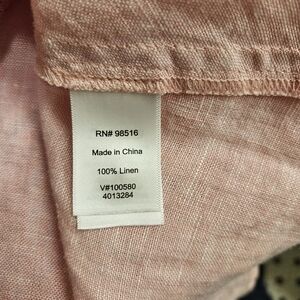 RN# 98516
Made in China
100% Linen
V#100580
4013284